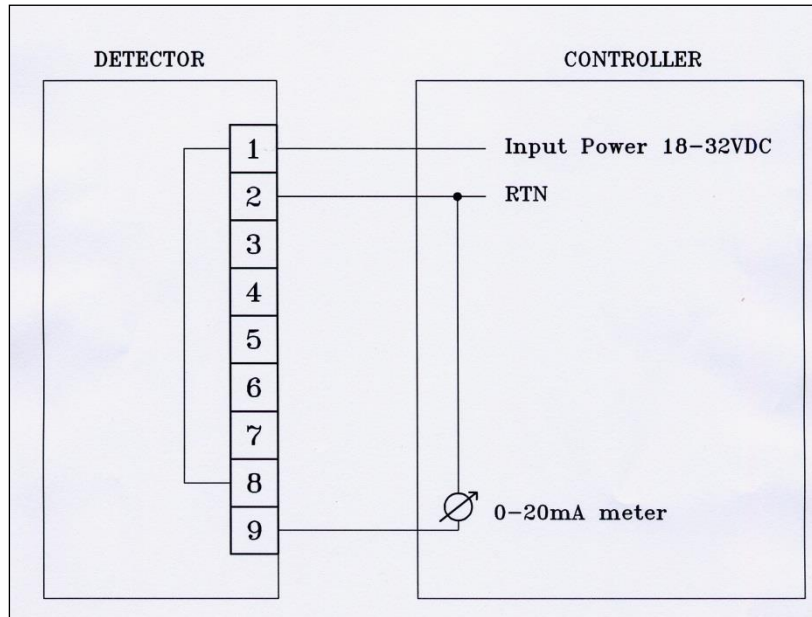 DETECTOR
CONTROLLER
1
Input Power 18-32VDC
2
RTN
3
4
5
6
7
8
9
0-20mA meter